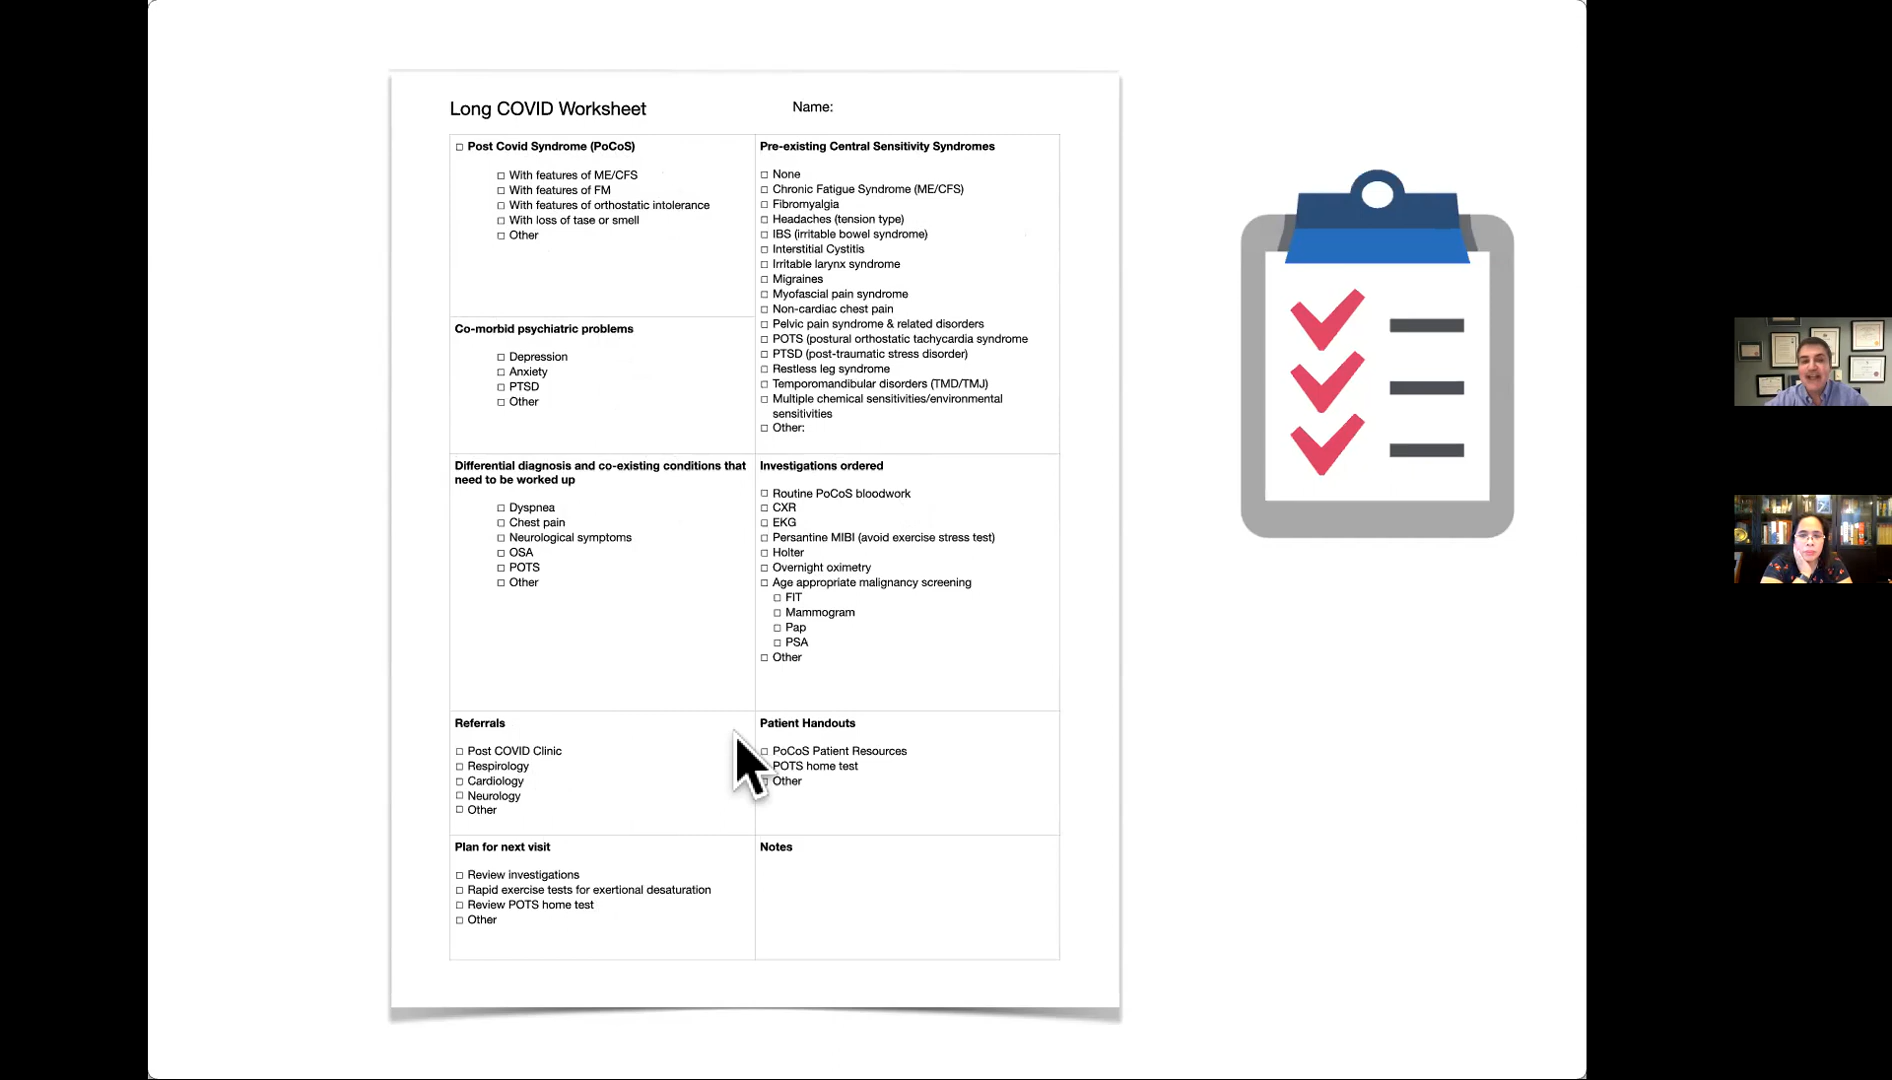 Long COVID Worksheet
Name:
Post Covid Syndrome (PoCoS)
With features of ME/CFS
With features of FM
With features of orthostatic intolerance
With loss of tase or smell
Other
Pre-existing Central Sensitivity Syndromes
None
Chronic Fatigue Syndrome (ME/CFS)
Fibromyalgia
Headaches (tension type)
IBS (irritable bowel syndrome)
Interstitial Cystitis
Irritable larynx syndrome
Migraines
Myofascial pain syndrome
Non-cardiac chest pain
Pelvic pain syndrome & related disorders
POTS (postural orthostatic tachycardia syndrome
PTSD (post-traumatic stress disorder)
Restless leg syndrome
Temporomandibular disorders (TMD/TMJ)
Multiple chemical sensitivities/environmental
sensitivities
Other:
Co-morbid psychiatric problems
Depression
Anxiety
PTSD
Other
Differential diagnosis and co-existing conditions that
need to be worked up
Dyspnea
Chest pain
Neurological symptoms
OSA
POTS
Other
Investigations ordered
Routine PoCoS bloodwork
CXR
EKG
Persantine MIBI (avoid exercise stress test)
Holter
Overnight oximetry
Age appropriate malignancy screening
FIT
Mammogram
Pap
PSA
Other
Referrals
Post COVID Clinic
Respirology
Cardiology
Neurology
Other
Patient Handouts
PoCoS Patient Resources
POTS home test
Other
Plan for next visit
Review investigations
Rapid exercise tests for exertional desaturation
Review POTS home test
Other
Notes